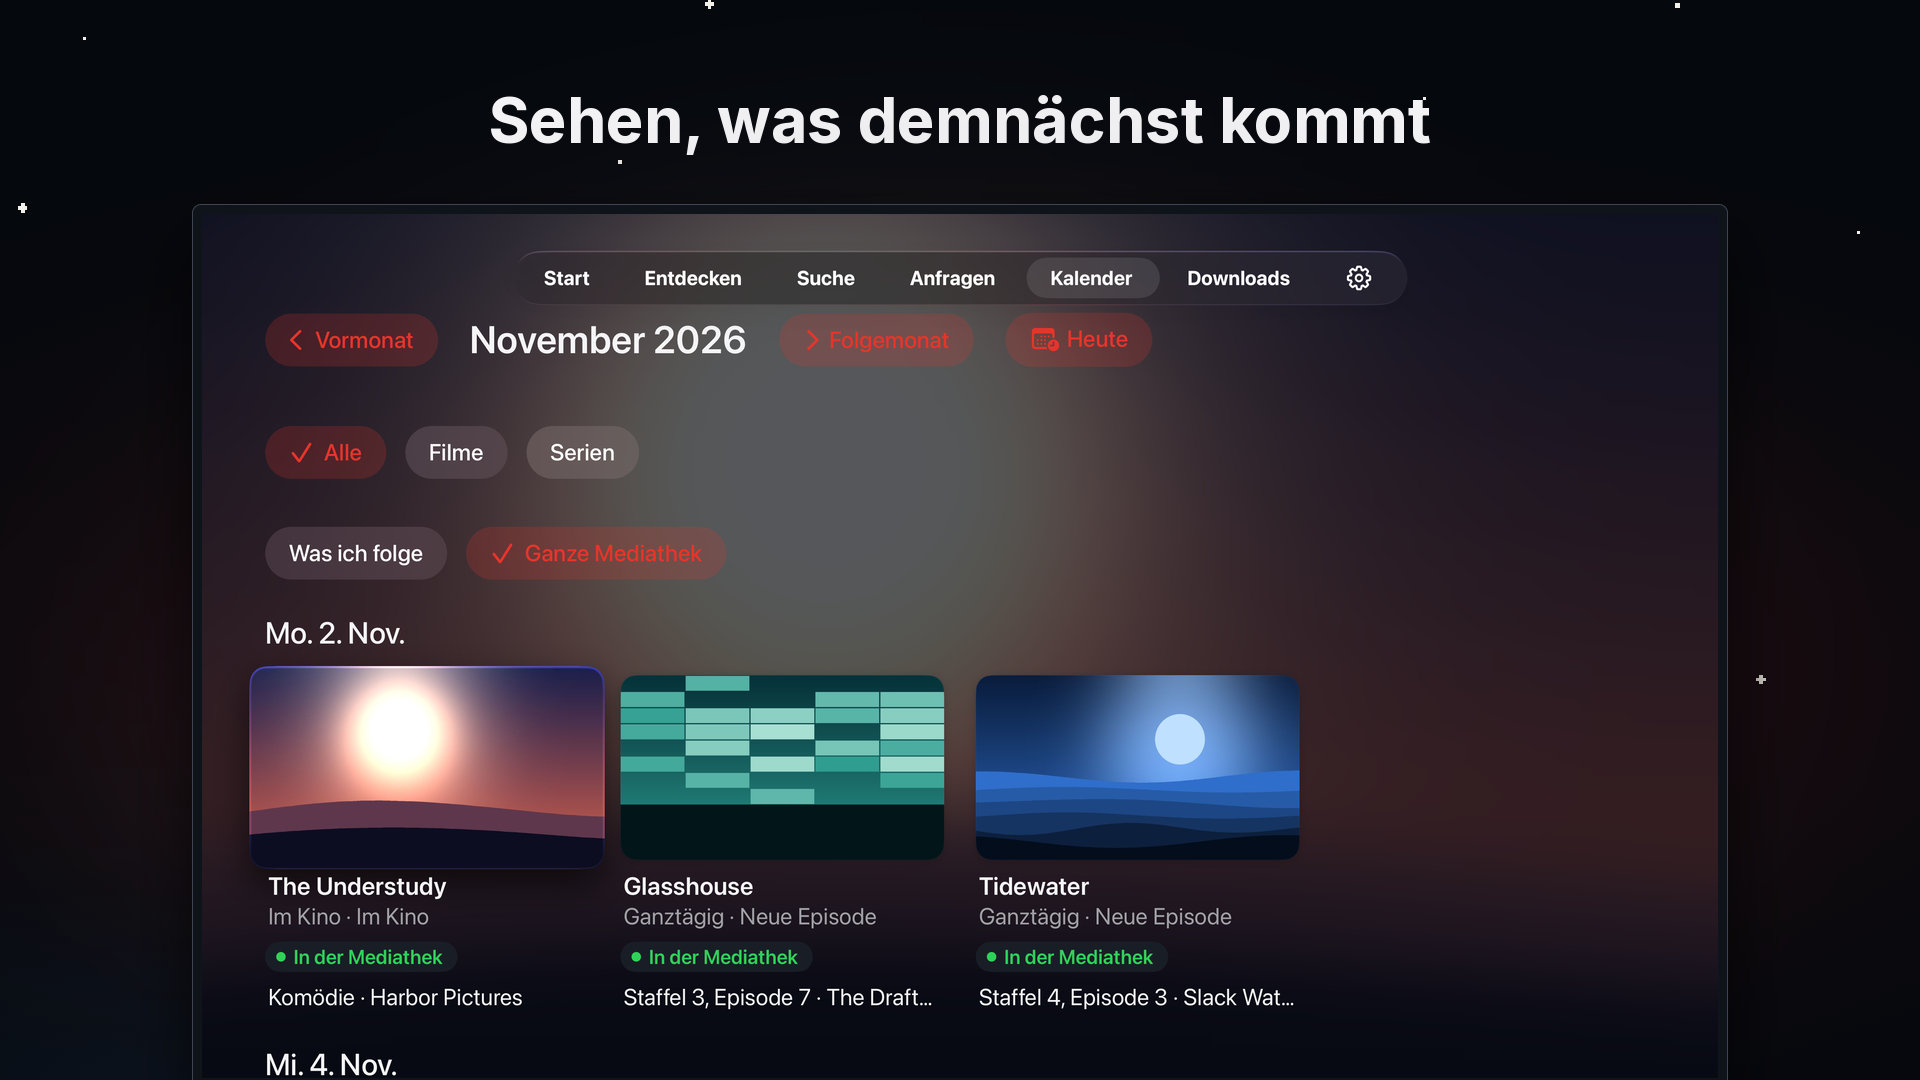 Sehen, was demnächst kommt
Start Entdecken Suche Anfragen Kalender Downloads
Vormonat November 2026 Folgemonat Heute
Alle Filme Serien
Was ich folge Ganze Mediathek
Mo. 2. Nov.
The Understudy Glasshouse Tidewater
Im Kino · Im Kino Ganztägig · Neue Episode Ganztägig · Neue Episode
In der Mediathek In der Mediathek In der Mediathek
Komödie · Harbor Pictures Staffel 3, Episode 7 · The Draft... Staffel 4, Episode 3 · Slack Wat...
Mi. 4. Nov.